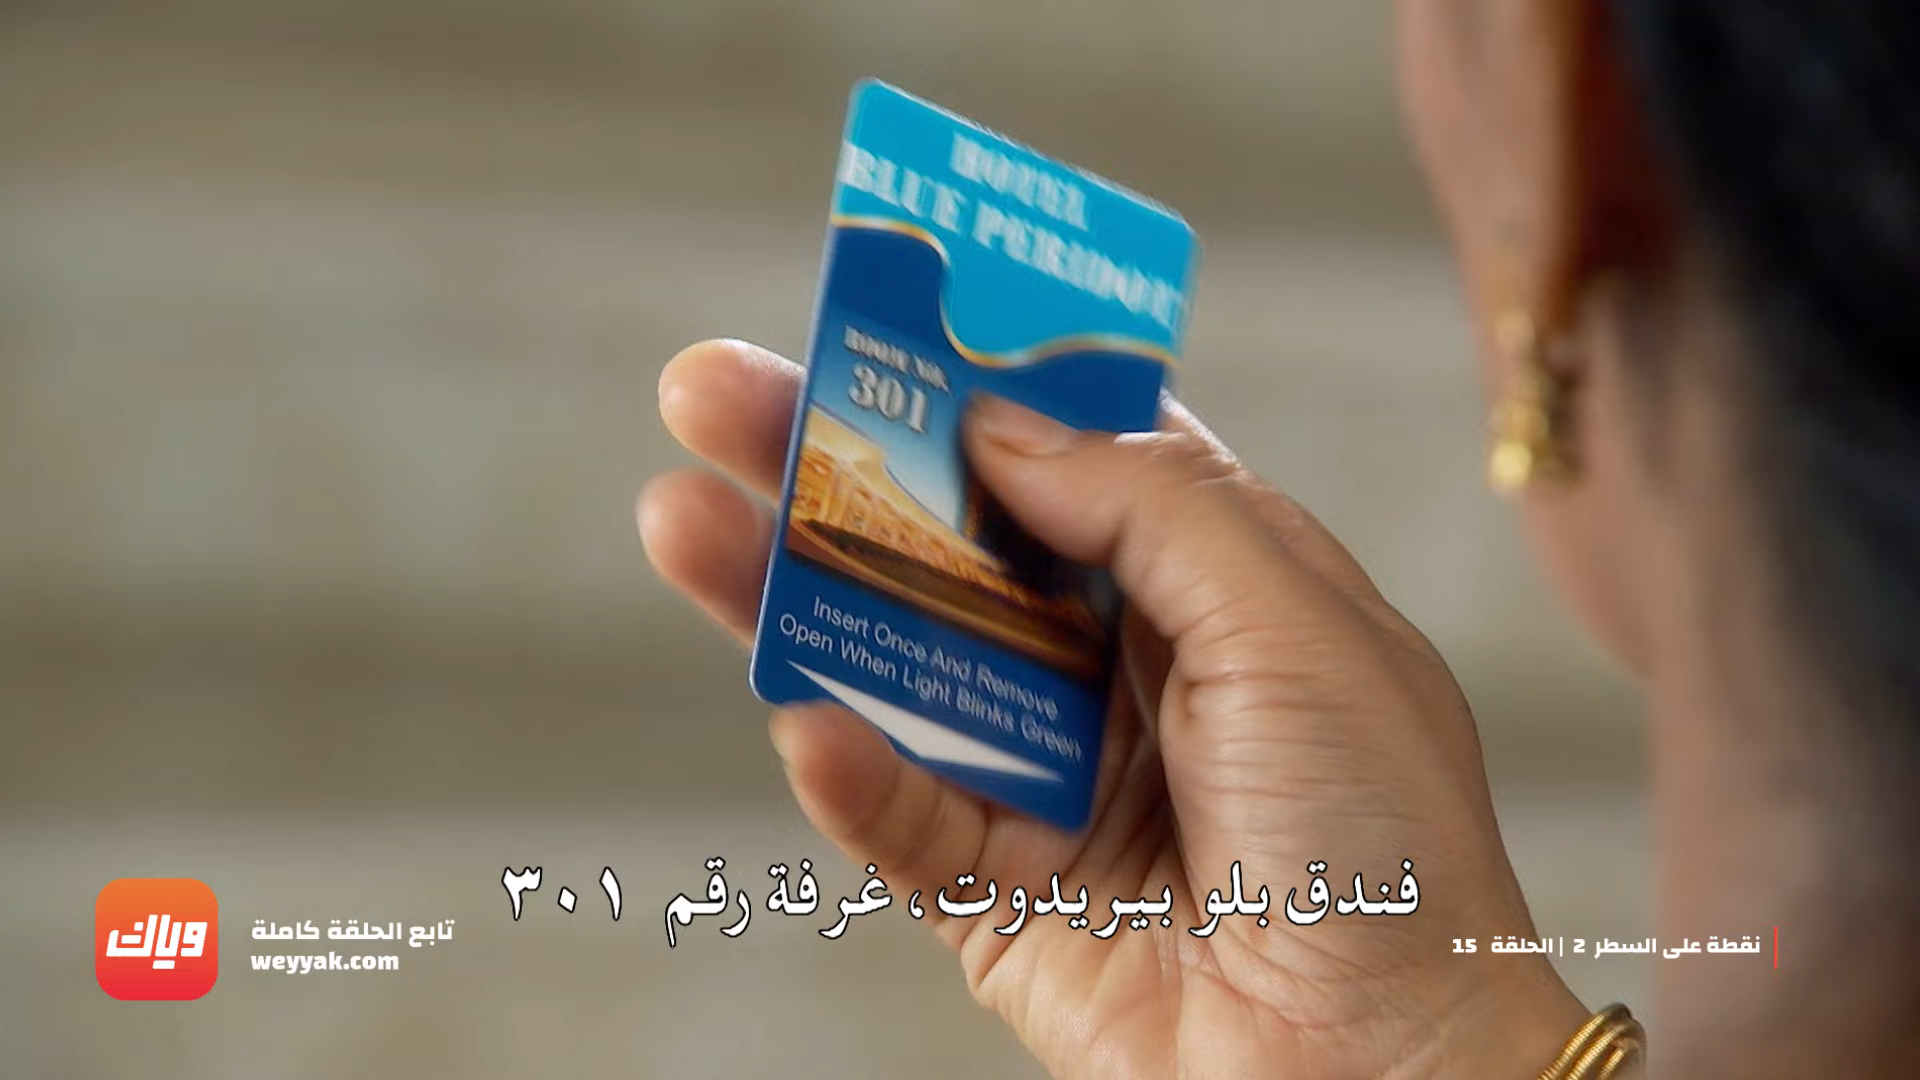 HOTEL
BLUE PERIDOT
ROOM NO.
301
Insert Once And Remove
Open When Light Blinks Green
فندق بلو بيريدوت، غرفة رقم ٣٠١
وياك
تابع الحلقة كاملة
weyyak.com
نقطة على السطر 2 | الحلقة 15